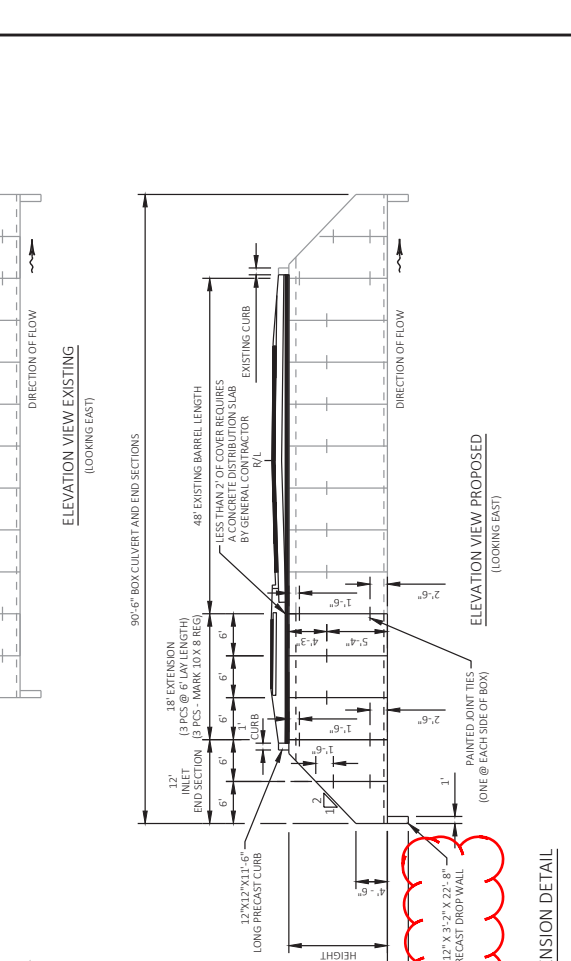 DIRECTION OF FLOW
ELEVATION VIEW EXISTING
(LOOKING EAST)
90'-6" BOX CULVERT AND END SECTIONS
12'
INLET
END SECTION
18' EXTENSION
(3 PCS @ 6' LAY LENGTH)
(3 PCS - MARK 10 X 8 REG)
48' EXISTING BARREL LENGTH
6'
6'
6'
6'
6'
1'
CURB
LESS THAN 2' OF COVER REQUIRES
A CONCRETE DISTRIBUTION SLAB
BY GENERAL CONTRACTOR
R/L
EXISTING CURB
12"X12"X11'-6"
LONG PRECAST CURB
1
2
1'-6"
1'-6"
1'-6"
4'-3"
5'-4"
2'-6"
2'-6"
4'-6"
HEIGHT
DIRECTION OF FLOW
1'
PAINTED JOINT TIES
(ONE @ EACH SIDE OF BOX)
ELEVATION VIEW PROPOSED
(LOOKING EAST)
12" X 3'-2" X 22'-8"
RECAST DROP WALL
NSION DETAIL